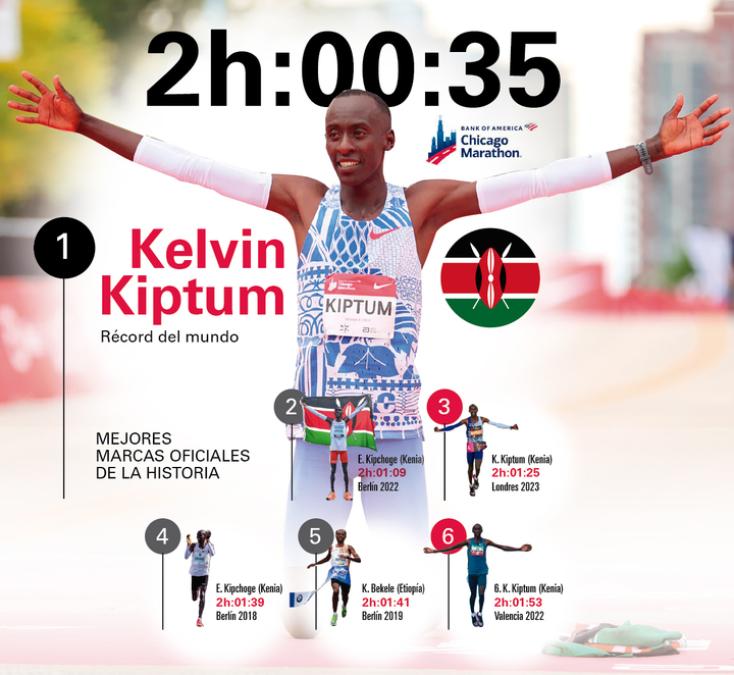 2h:00:35
BANK OF AMERICA
Chicago
Marathon.
1
Kelvin
Kiptum
Récord del mundo
KIPTUM
MEJORES
MARCAS OFICIALES
DE LA HISTORIA
2
E. Kipchoge (Kenia)
2h:01:09
Berlín 2022
3
K. Kiptum (Kenia)
2h:01:25
Londres 2023
4
E. Kipchoge (Kenia)
2h:01:39
Berlín 2018
5
K. Bekele (Etiopía)
2h:01:41
Berlín 2019
6
6. K. Kiptum (Kenia)
2h:01:53
Valencia 2022